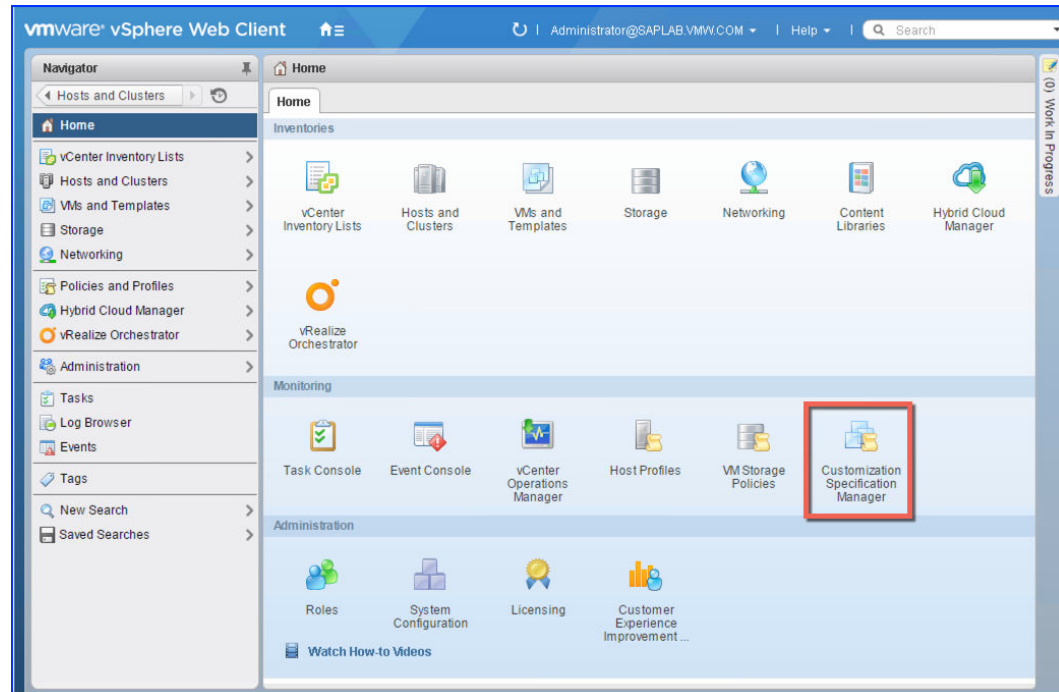 vmware® vSphere Web Client
Administrator@SAPLAB.VMW.COM
Help
Search
Navigator
Hosts and Clusters
Home
vCenter Inventory Lists
Hosts and Clusters
VMs and Templates
Storage
Networking
Policies and Profiles
Hybrid Cloud Manager
vRealize Orchestrator
Administration
Tasks
Log Browser
Events
Tags
New Search
Saved Searches
Home
Home
Inventories
vCenter
Inventory Lists
Hosts and
Clusters
VMs and
Templates
Storage
Networking
Content
Libraries
Hybrid Cloud
Manager
vRealize
Orchestrator
Monitoring
Task Console
Event Console
vCenter
Operations
Manager
Host Profiles
VM Storage
Policies
Customization
Specification
Manager
Administration
Roles
System
Configuration
Licensing
Customer
Experience
Improvement ...
Watch How-to Videos
(0) Work In Progress